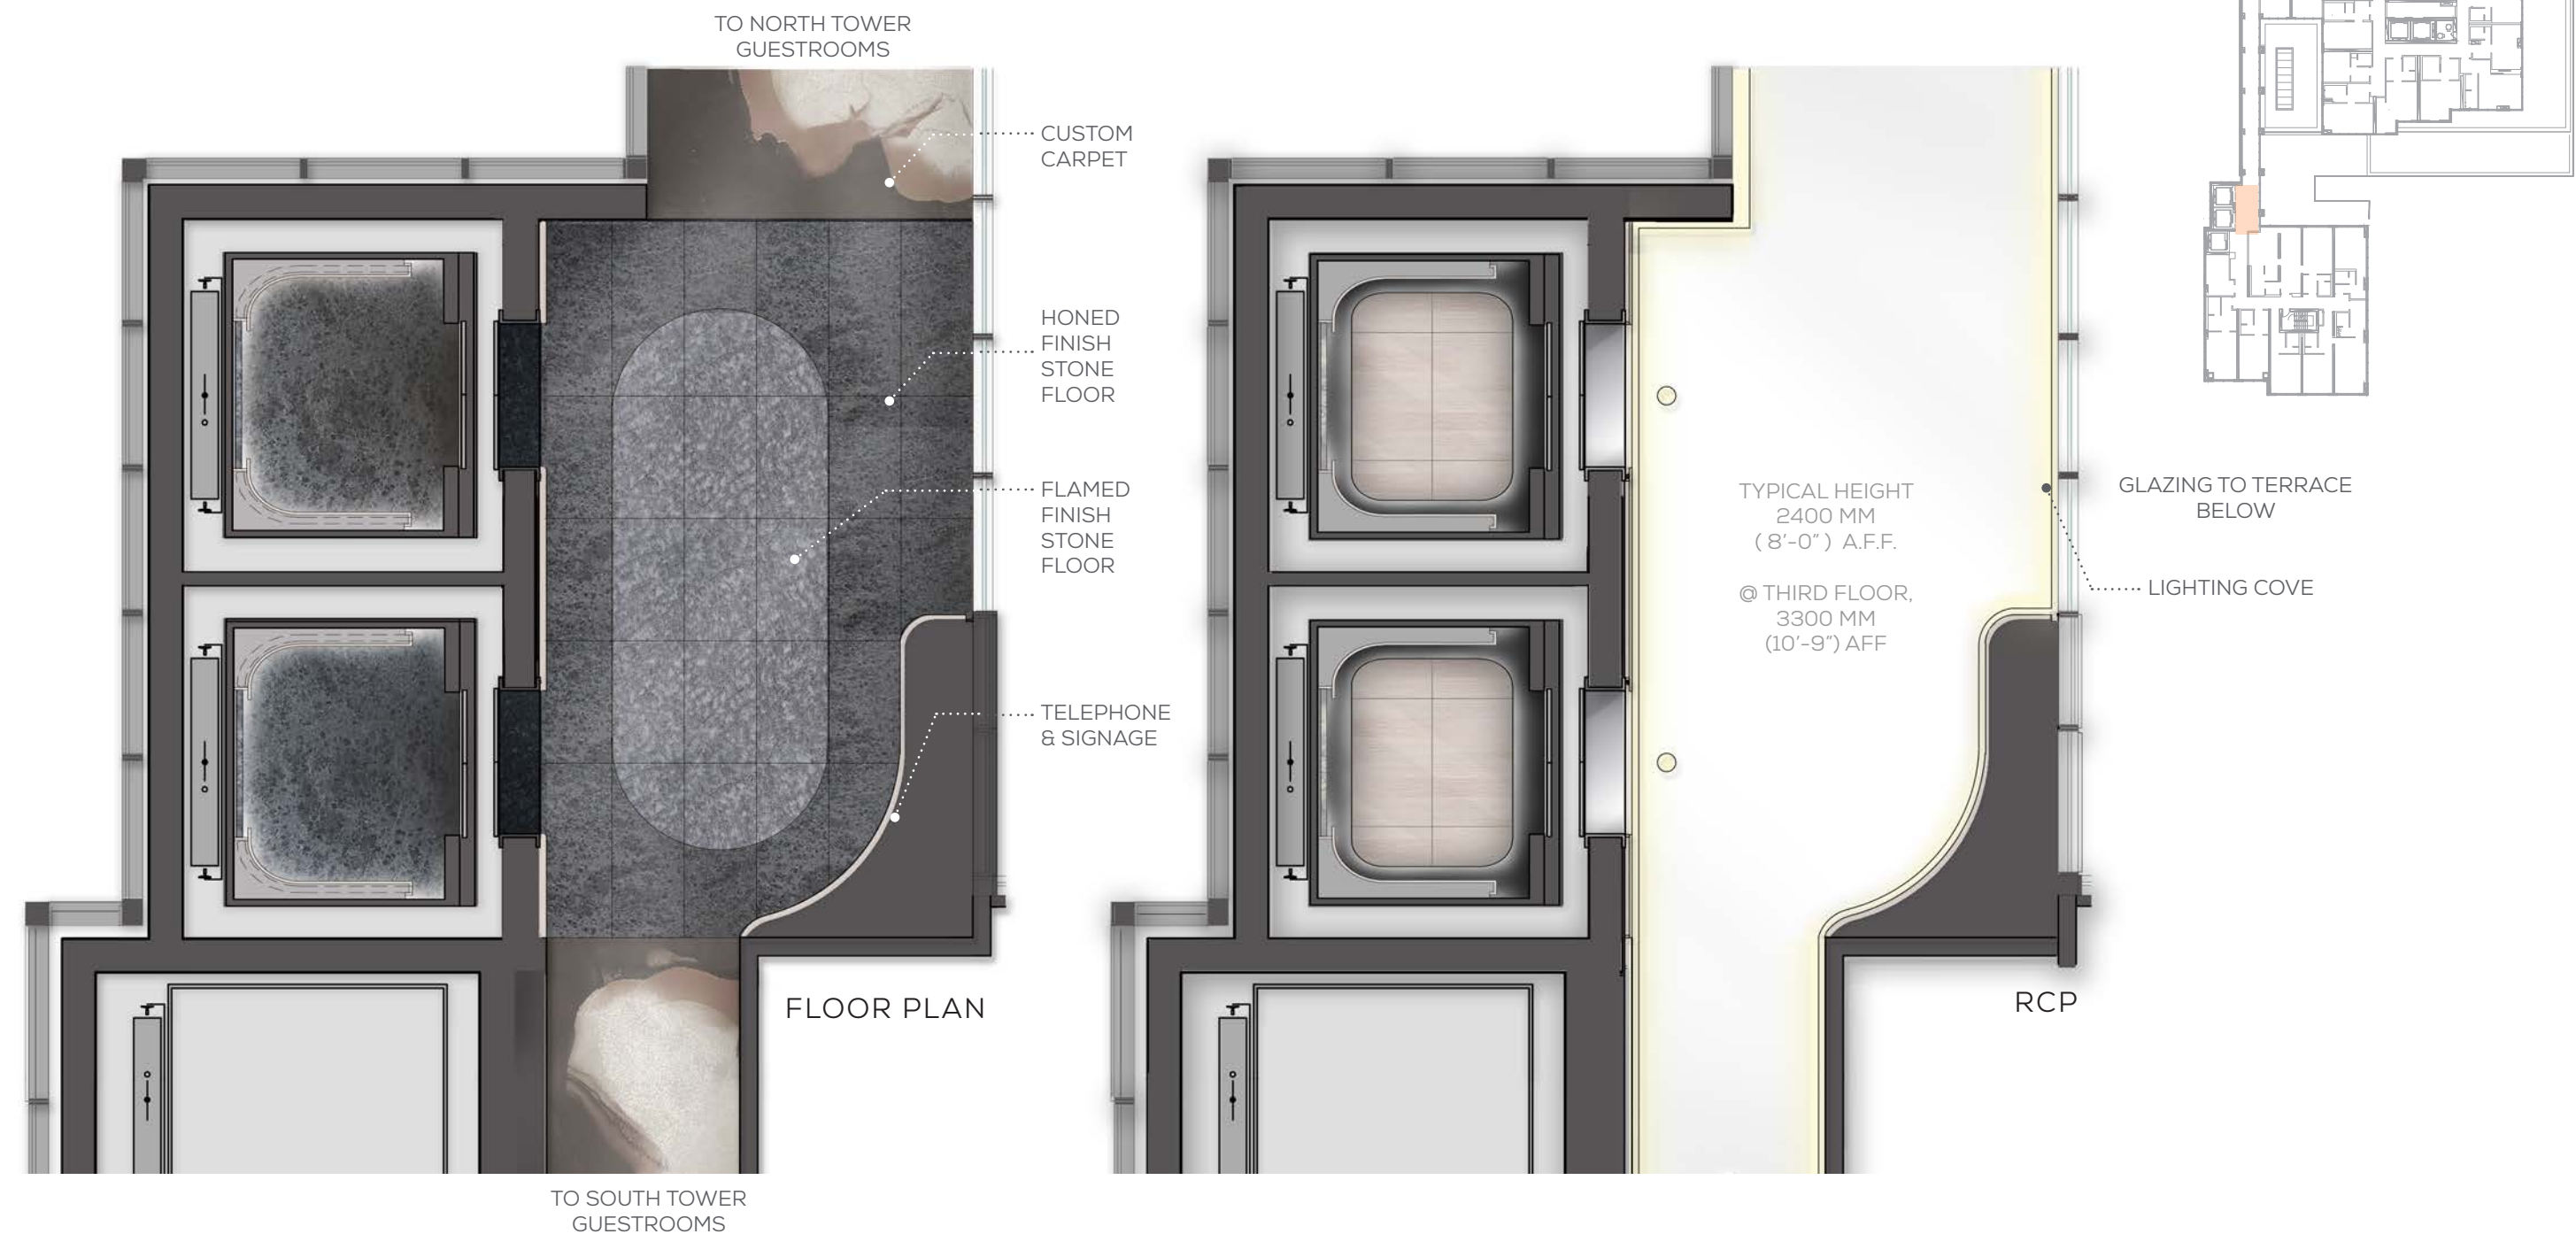 TO NORTH TOWER
GUESTROOMS
CUSTOM
CARPET
HONED
FINISH
STONE
FLOOR
FLAMED
FINISH
STONE
FLOOR
TELEPHONE
& SIGNAGE
FLOOR PLAN
TO SOUTH TOWER
GUESTROOMS
TYPICAL HEIGHT
2400 MM
( 8'-0" ) A.F.F.
@ THIRD FLOOR,
3300 MM
(10'-9") AFF
GLAZING TO TERRACE
BELOW
LIGHTING COVE
RCP